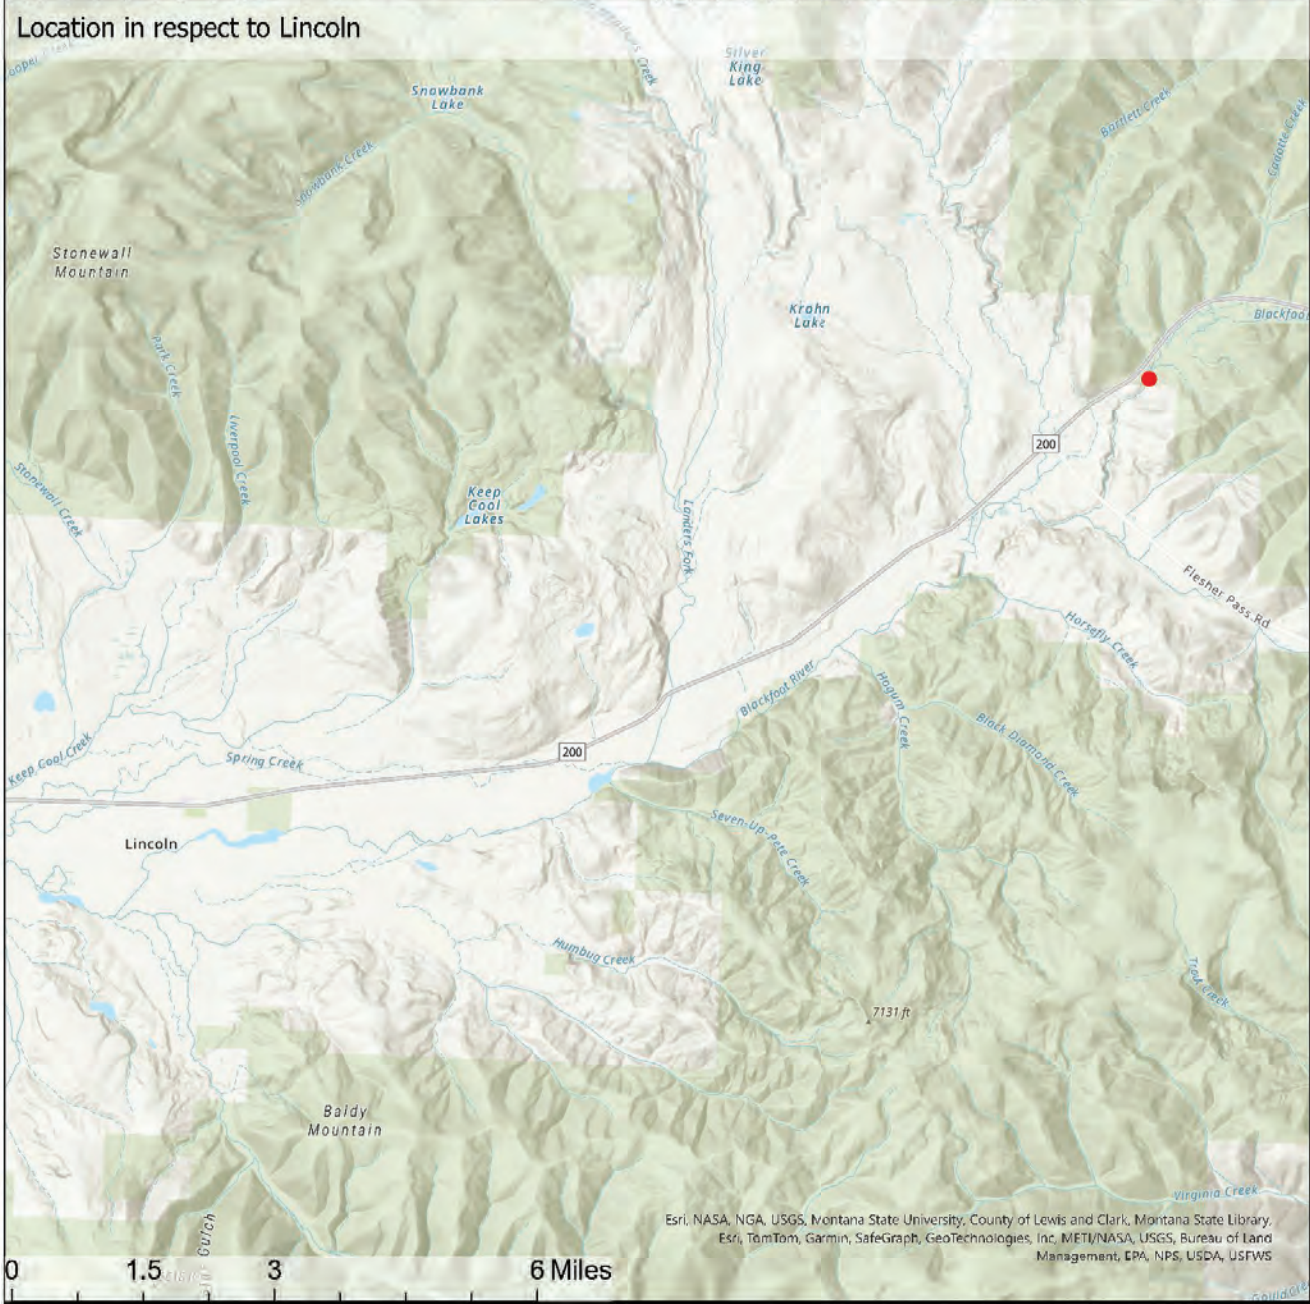 Location in respect to Lincoln
Silver
King
Lake
Snowbank
Lake
Bartlett Creek
Cadotte Creek
Snowbank Creek
Stonewall
Mountain
Krohn
Lake
Blackfoot
Park Creek
Liverpool Creek
200
Stonewall Creek
Keep
Cool
Lakes
Landers Fork
Flesher Pass Rd
Horsefly Creek
Blackfoot River
Hogum Creek
Black Diamond Creek
Keep Cool Creek
Spring Creek
200
Seven-Up-Pete Creek
Lincoln
Humbug Creek
Trout Creek
7131 ft
Baldy
Mountain
Virginia Creek
Gulch
Esri, NASA, NGA, USGS, Montana State University, County of Lewis and Clark, Montana State Library,
Esri, TomTom, Garmin, SafeGraph, GeoTechnologies, Inc, METI/NASA, USGS, Bureau of Land
Management, EPA, NPS, USDA, USFWS
0 1.5 3 6 Miles